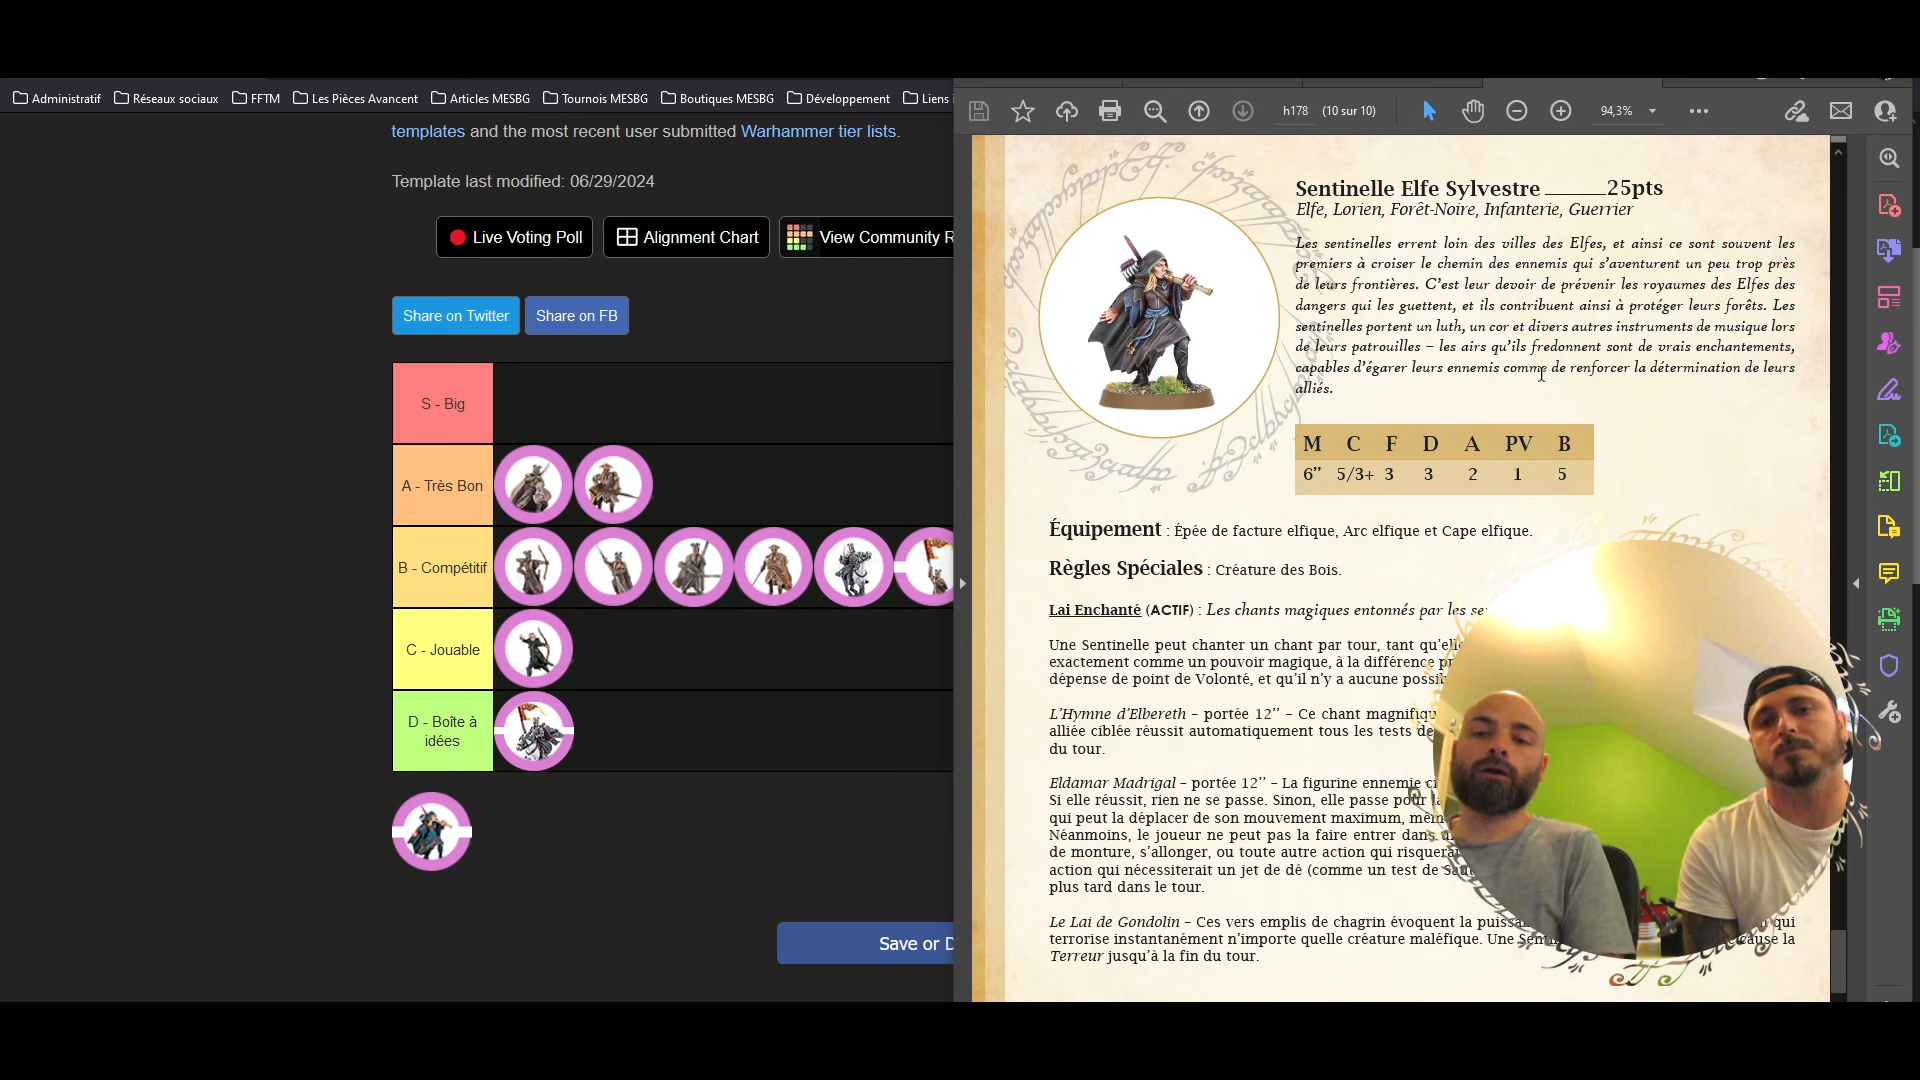 Administratif Réseaux sociaux FFTM Les Pièces Avancent Articles MESBG Tournois MESBG Boutiques MESBG Développement Liens
templates and the most recent user submitted Warhammer tier lists.
Template last modified: 06/29/2024
Live Voting Poll Alignment Chart View Community R
Share on Twitter Share on FB
S - Big
A - Très Bon
B - Compétitif
C - Jouable
D - Boîte à
idées
Save or D
h178 (10 sur 10) 94,3%
Sentinelle Elfe Sylvestre 25pts
Elfe, Lorien, Forêt-Noire, Infanterie, Guerrier
Les sentinelles errent loin des villes des Elfes, et ainsi ce sont souvent les
premiers à croiser le chemin des ennemis qui s'aventurent un peu trop près
de leurs frontières. C'est leur devoir de prévenir les royaumes des Elfes des
dangers qui les guettent, et ils contribuent ainsi à protéger leurs forêts. Les
sentinelles portent un luth, un cor et divers autres instruments de musique lors
de leurs patrouilles – les airs qu'ils fredonnent sont de vrais enchantements,
capables d'égarer leurs ennemis comme de renforcer la détermination de leurs
alliés.
M C F D A PV B
6’’ 5/3+ 3 3 2 1 5
Équipement : Épée de facture elfique, Arc elfique et Cape elfique.
Règles Spéciales : Créature des Bois.
Lai Enchanté (ACTIF) : Les chants magiques entonnés par les se
Une Sentinelle peut chanter un chant par tour, tant qu'elle
exactement comme un pouvoir magique, à la différence pr
dépense de point de Volonté, et qu'il n'y a aucune possib
L'Hymne d'Elbereth – portée 12’’ – Ce chant magnifiqu
alliée ciblée réussit automatiquement tous les tests de
du tour.
Eldamar Madrigal – portée 12’’ – La figurine ennemie ci
Si elle réussit, rien ne se passe. Sinon, elle passe pour la
qui peut la déplacer de son mouvement maximum, mêm
Néanmoins, le joueur ne peut pas la faire entrer dans u
de monture, s'allonger, ou toute autre action qui risquera
action qui nécessiterait un jet de dé (comme un test de Saut
plus tard dans le tour.
Le Lai de Gondolin – Ces vers emplis de chagrin évoquent la puissa qui
terrorise instantanément n'importe quelle créature maléfique. Une Senti cause la
Terreur jusqu'à la fin du tour.